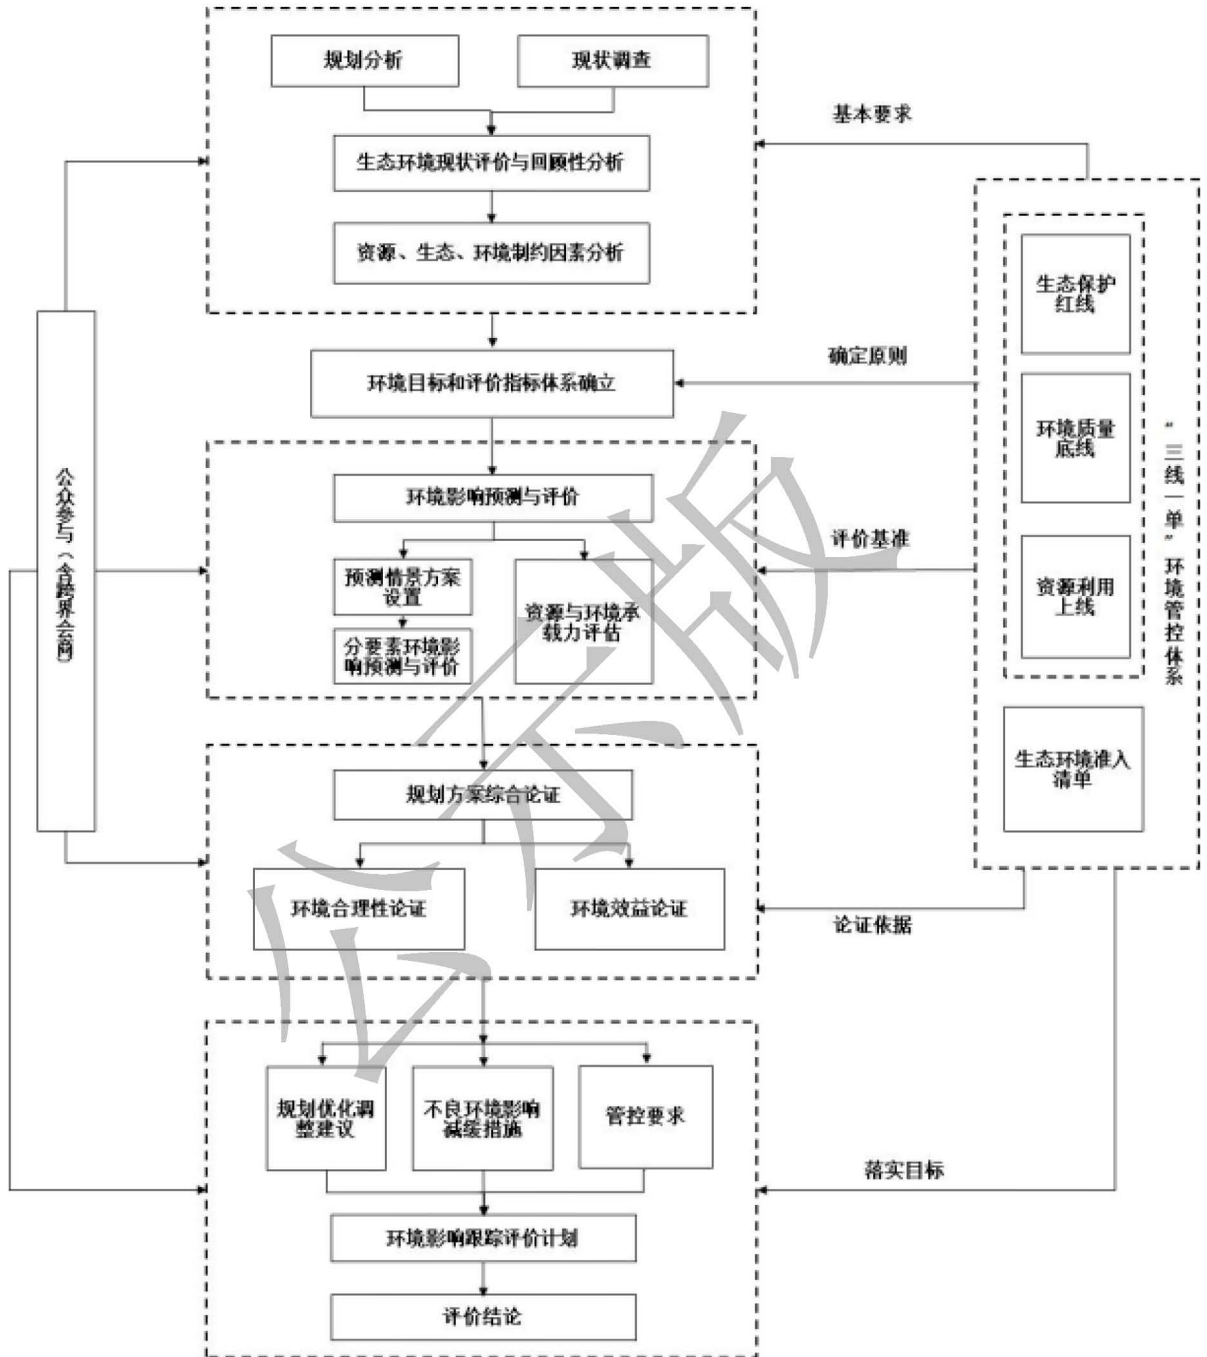 规划分析
现状调查
生态环境现状评价与回顾性分析
资源、生态、环境制约因素分析
基本要求
环境目标和评价指标体系确立
确定原则
生态保护
红线
环境质量
底线
资源利用
上线
生态环境准入
清单
“三线一单”环境管控体系
公众参与（含跨界会商）
环境影响预测与评价
预测情景方案
设置
分要素环境影
响预测与评价
资源与环境承
载力评估
评价基准
规划方案综合论证
环境合理性论证
环境效益论证
论证依据
规划优化调
整建议
不良环境影响
减缓措施
管控要求
落实目标
环境影响跟踪评价计划
评价结论
公示版